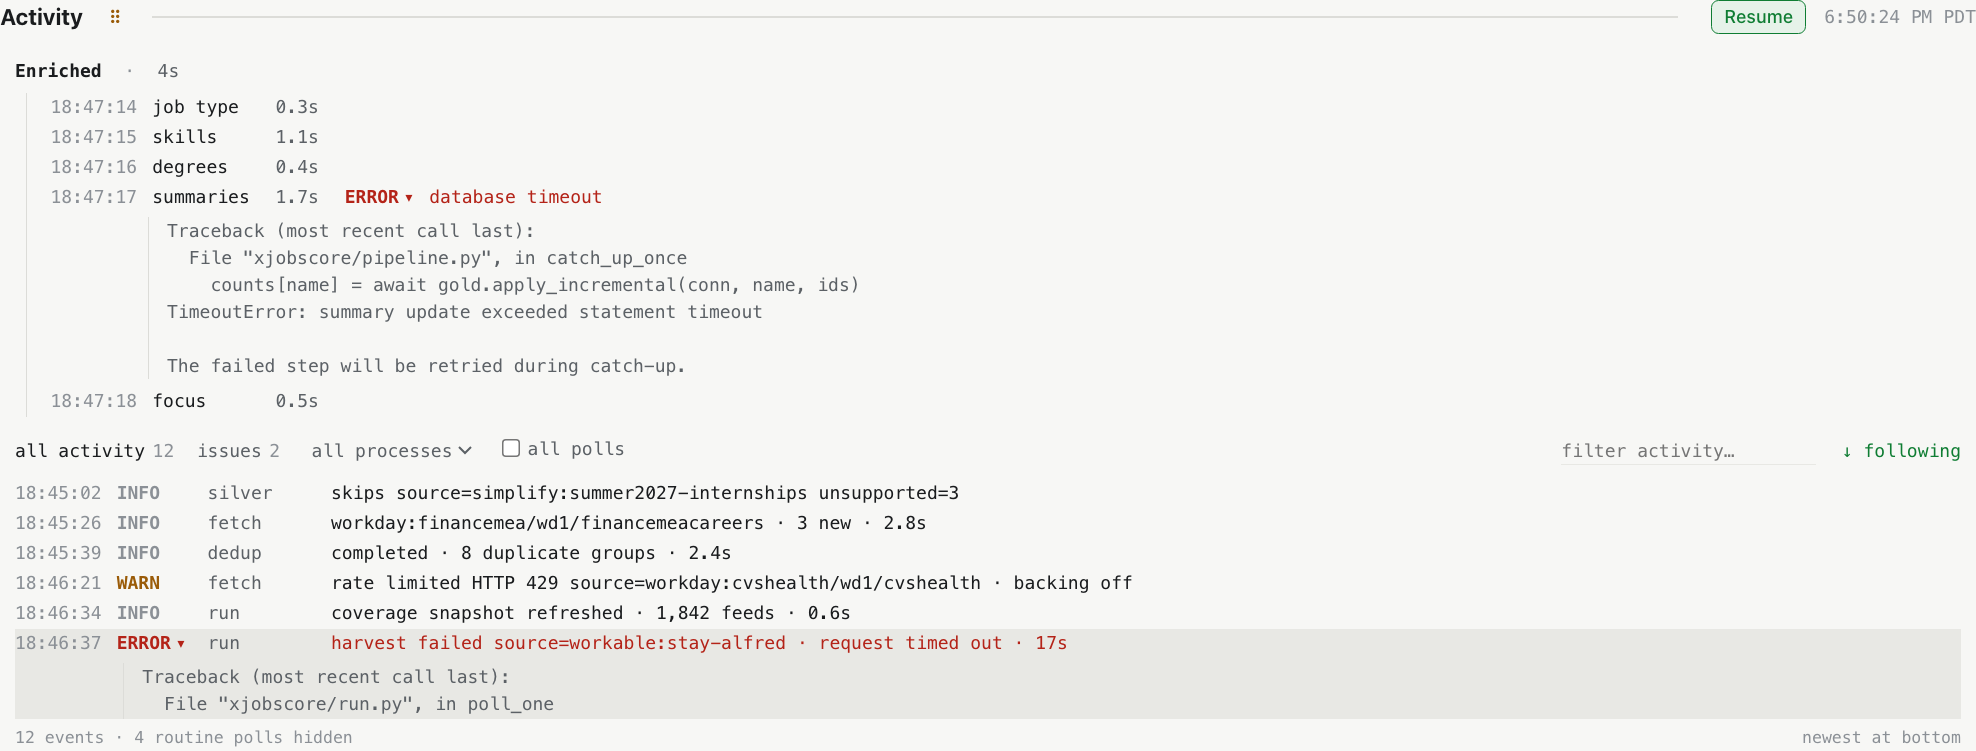 Activity Resume 6:50:24 PM PDT
Enriched · 4s
18:47:14 job type 0.3s
18:47:15 skills 1.1s
18:47:16 degrees 0.4s
18:47:17 summaries 1.7s ERROR ▾ database timeout
Traceback (most recent call last):
  File "xjobscore/pipeline.py", in catch_up_once
    counts[name] = await gold.apply_incremental(conn, name, ids)
TimeoutError: summary update exceeded statement timeout
The failed step will be retried during catch-up.
18:47:18 focus 0.5s
all activity 12 issues 2 all processes all polls filter activity… ↓ following
18:45:02 INFO silver skips source=simplify:summer2027-internships unsupported=3
18:45:26 INFO fetch workday:financemea/wd1/financemeacareers · 3 new · 2.8s
18:45:39 INFO dedup completed · 8 duplicate groups · 2.4s
18:46:21 WARN fetch rate limited HTTP 429 source=workday:cvshealth/wd1/cvshealth · backing off
18:46:34 INFO run coverage snapshot refreshed · 1,842 feeds · 0.6s
18:46:37 ERROR ▾ run harvest failed source=workable:stay-alfred · request timed out · 17s
Traceback (most recent call last):
  File "xjobscore/run.py", in poll_one
12 events · 4 routine polls hidden newest at bottom